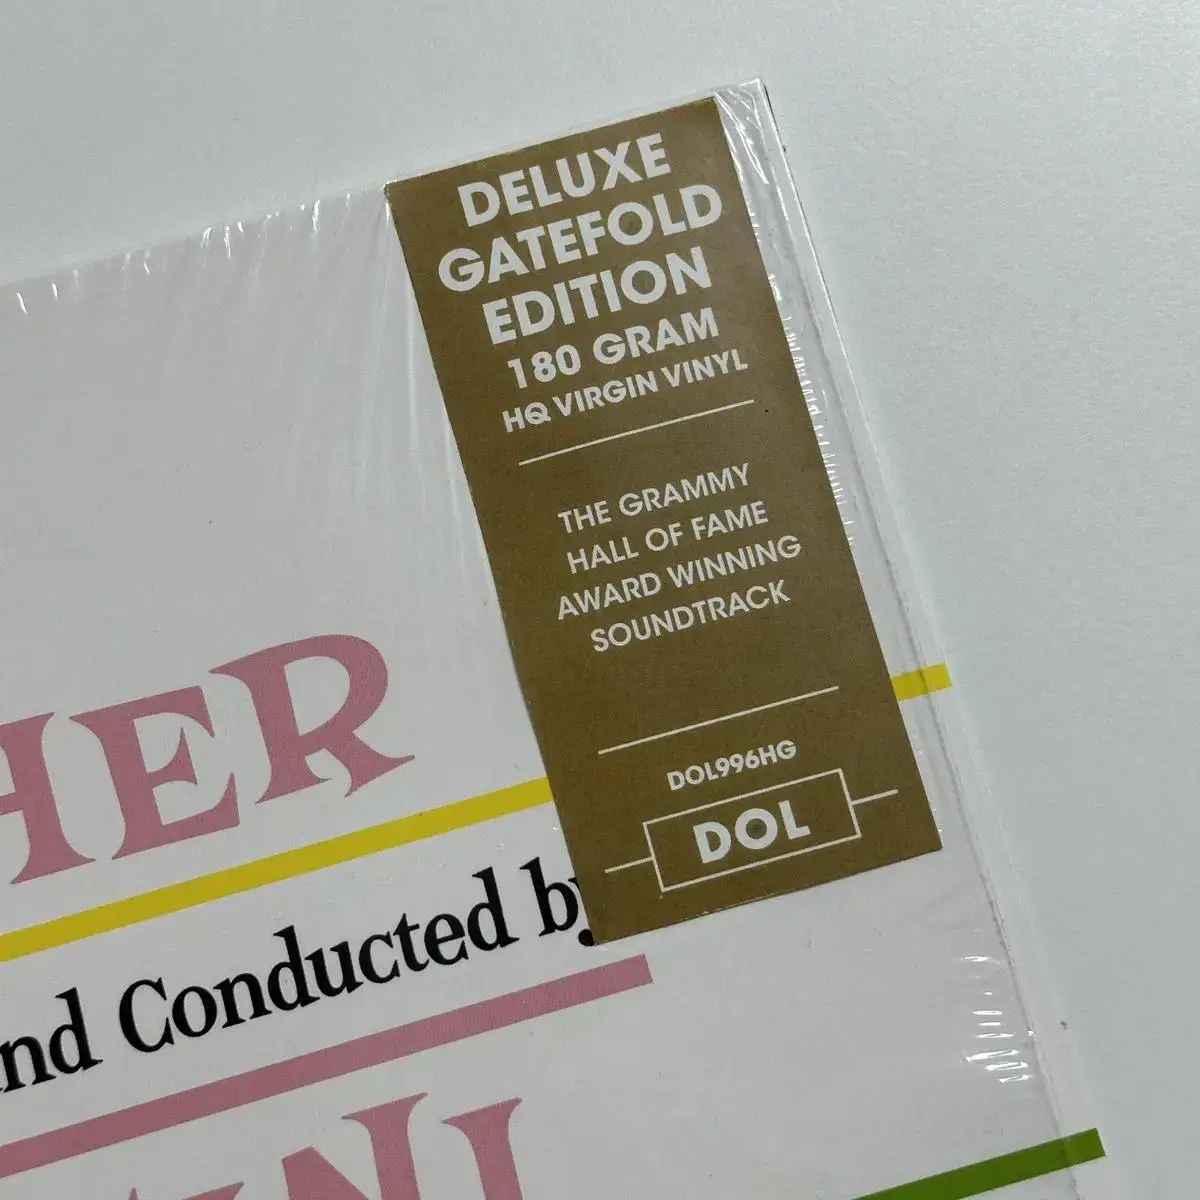 DELUXE
GATEFOLD
EDITION
180 GRAM
HQ VIRGIN VINYL
THE GRAMMY
HALL OF FAME
AWARD WINNING
SOUNDTRACK
DOL996HG
DOL
HER
nd Conducted by
NI